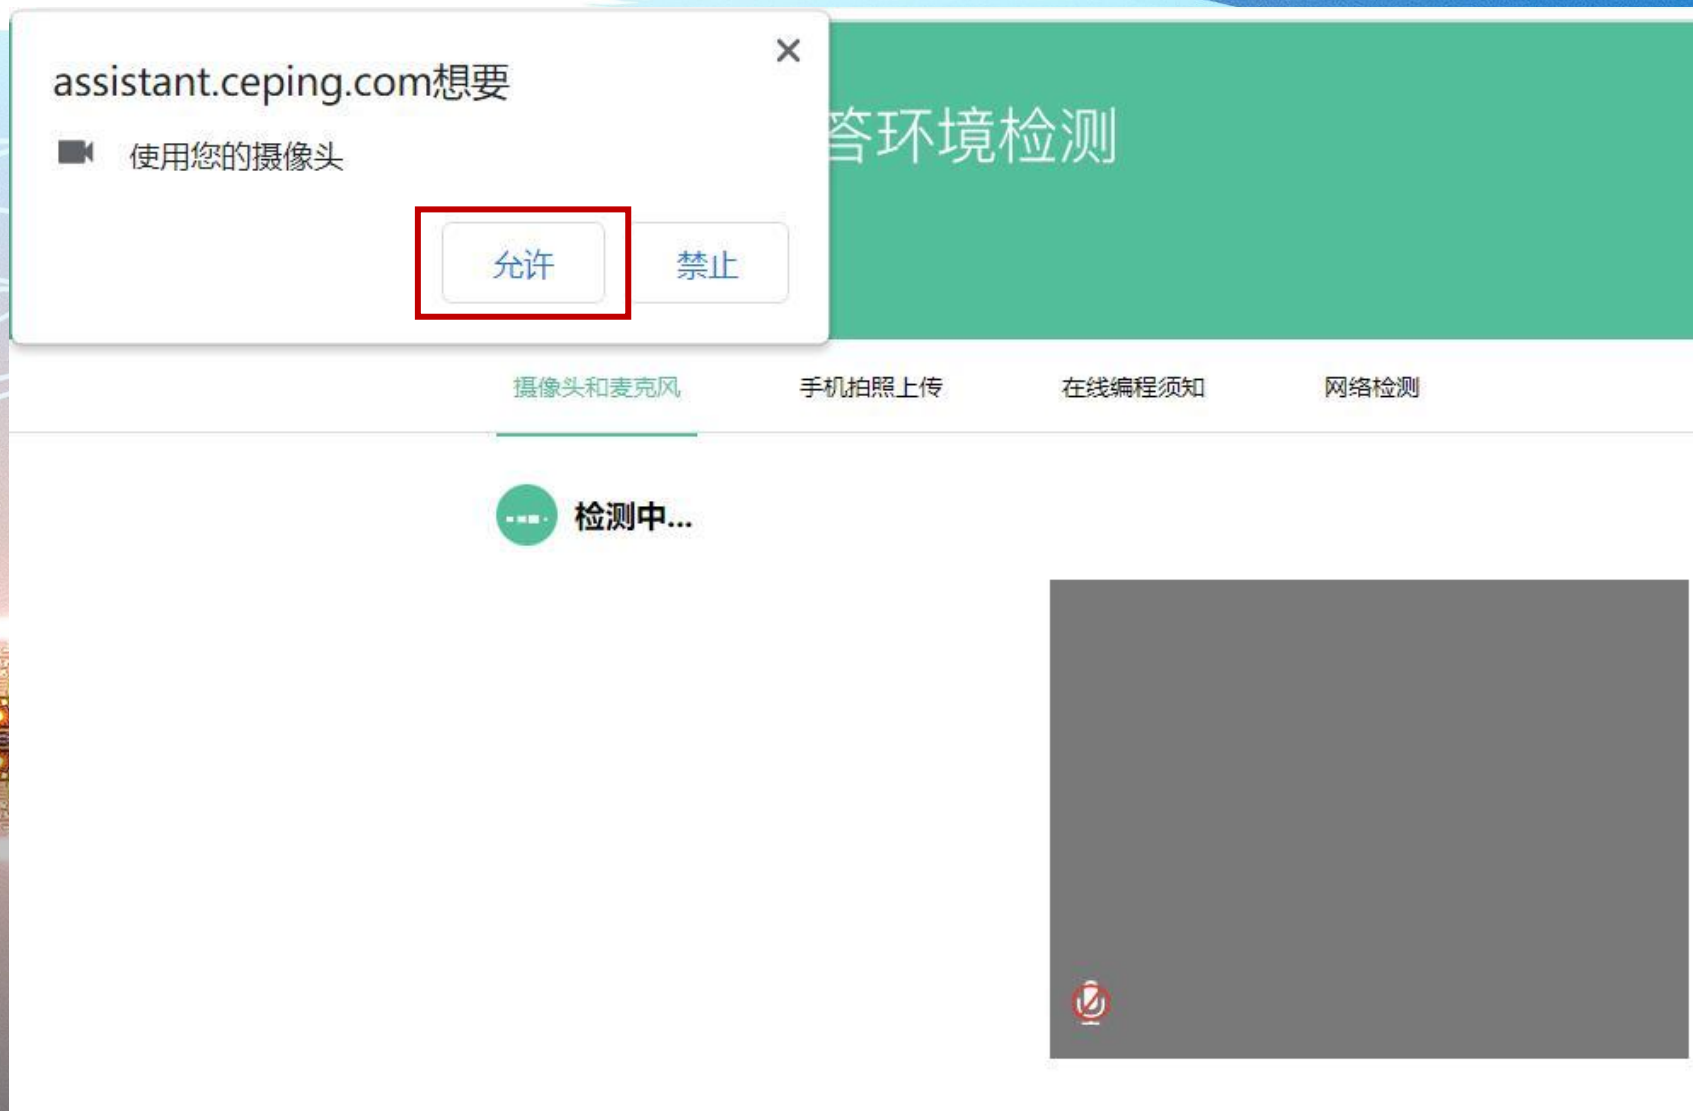 assistant.ceping.com想要
使用您的摄像头
允许
禁止
答环境检测
摄像头和麦克风
手机拍照上传
在线编程须知
网络检测
检测中...